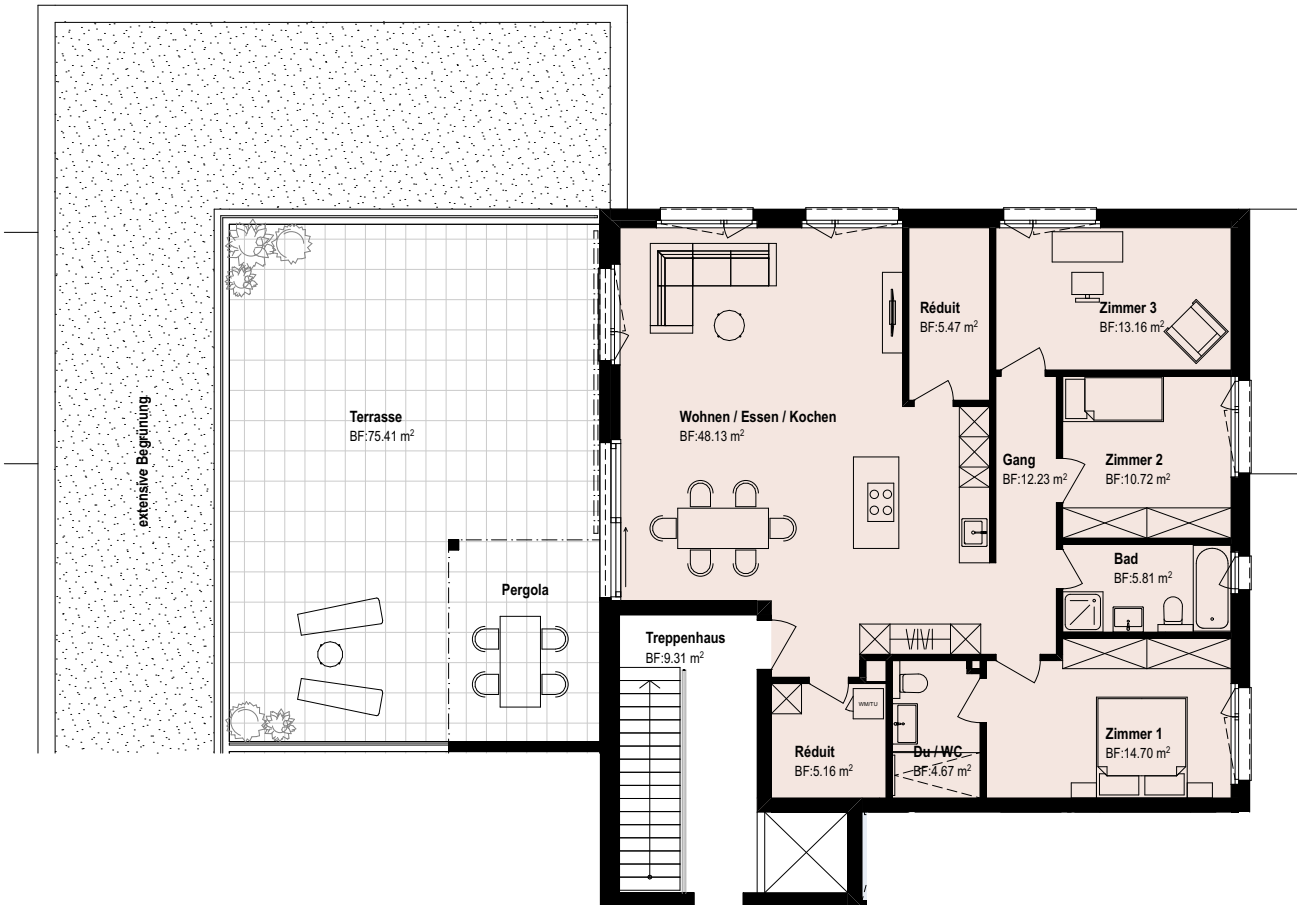 Réduit
BF:5.47 m²
Zimmer 3
BF:13.16 m²
extensive Begrünung
Terrasse
BF:75.41 m²
Wohnen / Essen / Kochen
BF:48.13 m²
Gang
BF:12.23 m²
Zimmer 2
BF:10.72 m²
Bad
BF:5.81 m²
Pergola
Treppenhaus
BF:9.31 m²
WM/TU
Réduit
BF:5.16 m²
Du / WC
BF:4.67 m²
Zimmer 1
BF:14.70 m²